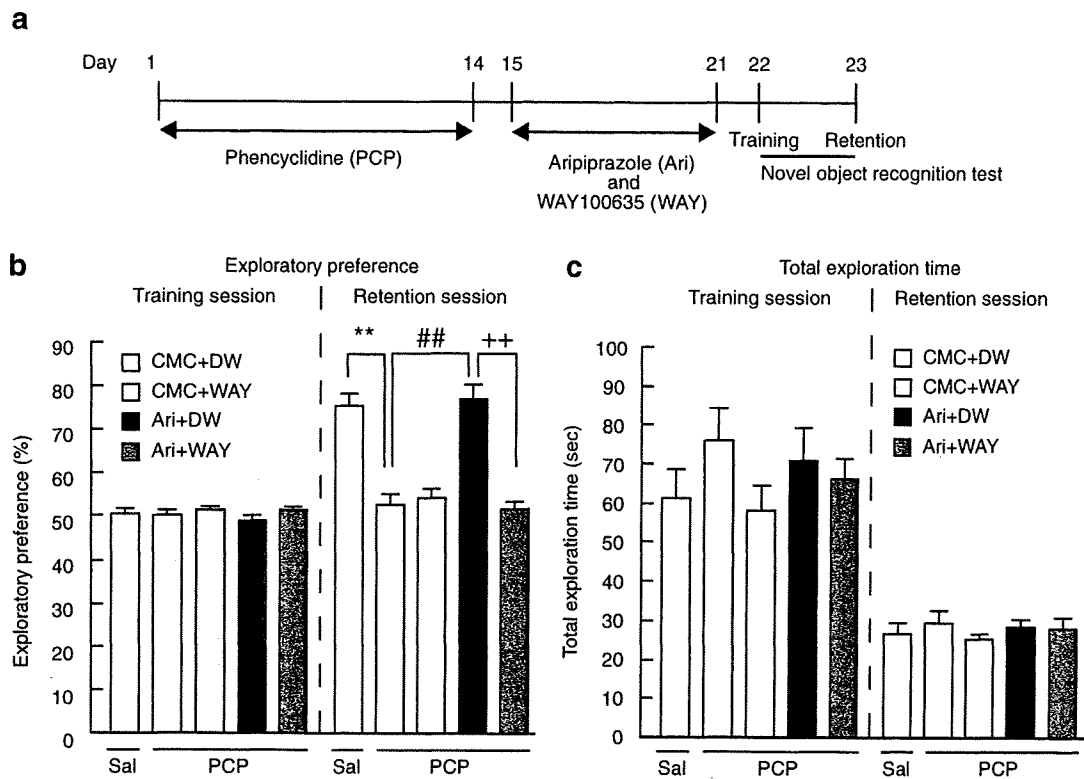 a
Day 1 14 15 21 22 23
Phencyclidine (PCP)
Aripiprazole (Ari)
and
WAY100635 (WAY)
Training Retention
Novel object recognition test
b
Exploratory preference
Training session Retention session
Exploratory preference (%)
90
80
70
60
50
40
30
20
10
0
CMC+DW
CMC+WAY
Ari+DW
Ari+WAY
** ## ++
Sal PCP Sal PCP
c
Total exploration time
Training session Retention session
Total exploration time (sec)
100
90
80
70
60
50
40
30
20
10
0
CMC+DW
CMC+WAY
Ari+DW
Ari+WAY
Sal PCP Sal PCP